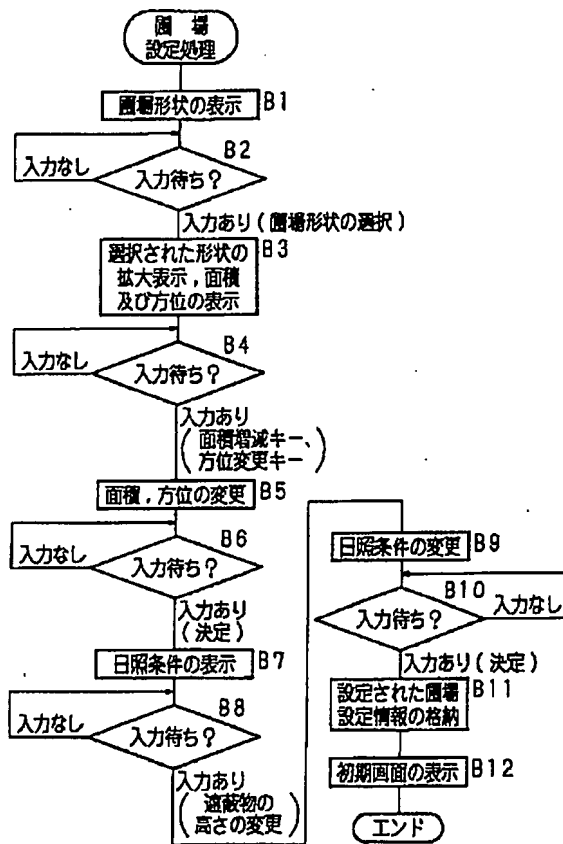 圃場
設定処理
圃場形状の表示 B1
B2
入力なし
入力待ち?
入力あり(圃場形状の選択)
選択された形状の B3
拡大表示,面積
及び方位の表示
B4
入力なし
入力待ち?
入力あり
(面積増減キー、
方位変更キー)
面積,方位の変更 B5
B6
入力なし
入力待ち?
入力あり
(決定)
日照条件の表示 B7
B8
入力なし
入力待ち?
入力あり
(遮蔽物の
高さの変更)
日照条件の変更 B9
B10
入力待ち?
入力なし
入力あり(決定)
設定された圃場 B11
設定情報の格納
初期画面の表示 B12
エンド